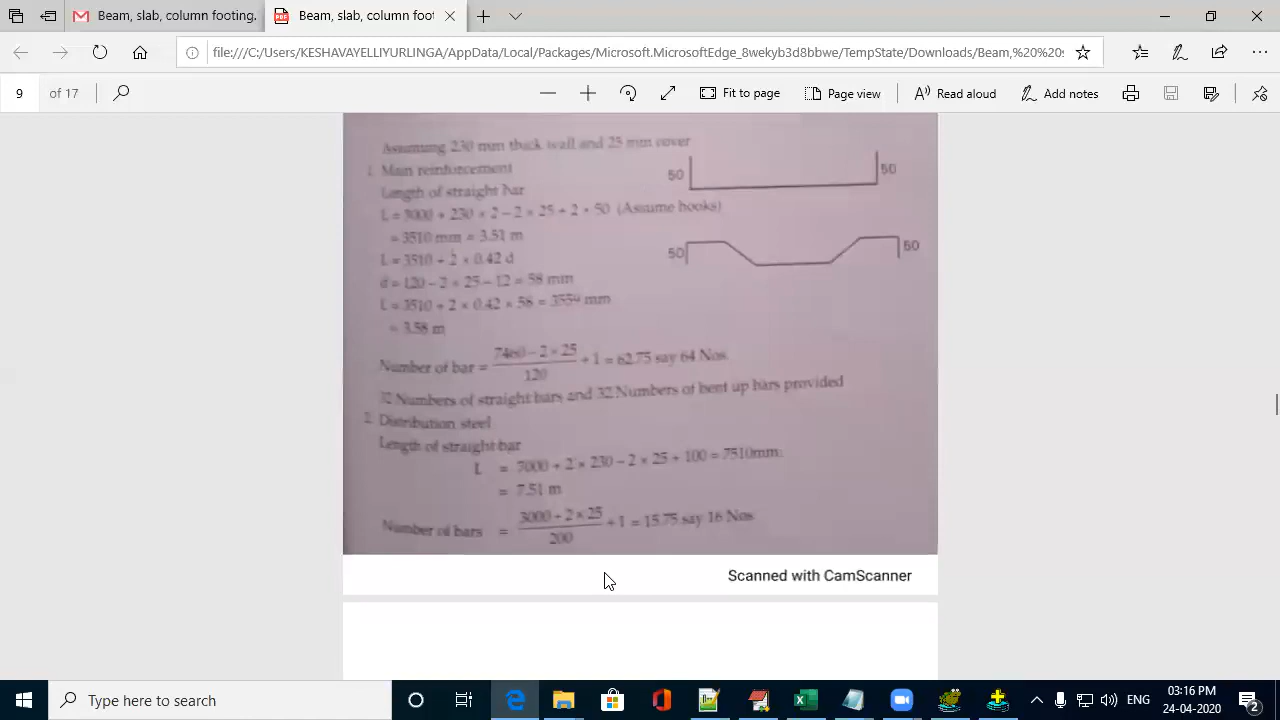 Beam, slab, column footing.
Beam, slab, column foot
file:///C:/Users/KESHAVAYELLIYURLINGA/AppData/Local/Packages/Microsoft.MicrosoftEdge_8wekyb3d8bbwe/TempState/Downloads/Beam,%20%20s
9 of 17 Fit to page Page view Read aloud Add notes
Assuming 230 mm thick wall and 25 mm cover
1. Main reinforcement
50 50
Length of straight bar
L = 3000 + 230 × 2 – 2 × 25 + 2 × 50 (Assume hooks)
= 3510 mm = 3.51 m
50 50
L = 3510 + 2 × 0.42 d
d = 120 – 2 × 25 – 12 = 58 mm
L = 3510 + 2 × 0.42 × 58 = 3559 mm
= 3.58 m
Number of bar = 7460 – 2 × 25 / 120 + 1 = 62.75 say 64 Nos
32 Numbers of straight bars and 32 Numbers of bent up bars provided
2. Distribution steel
Length of straight bar
L = 7000 + 2 × 230 – 2 × 25 + 100 = 7510mm
= 7.51 m
Number of bars = 3000 – 2 × 25 / 200 + 1 = 15.75 say 16 Nos
Scanned with CamScanner
Type here to search
ENG
03:16 PM
24-04-2020
2